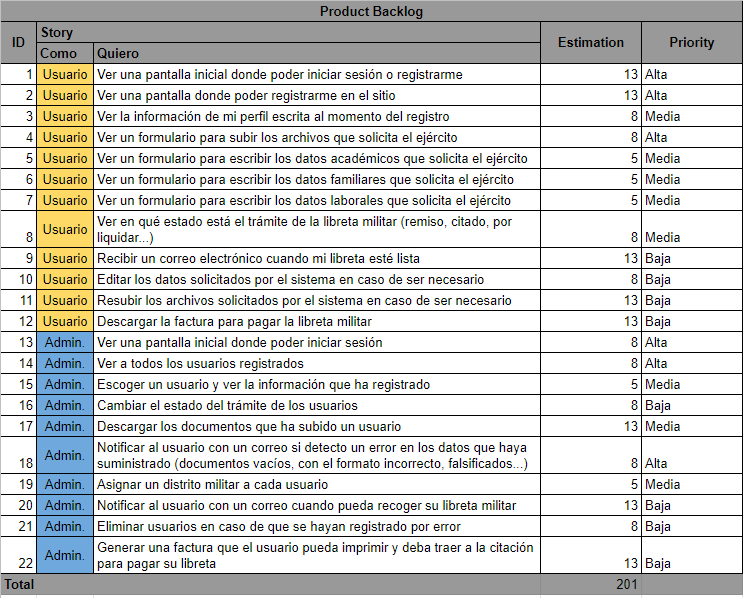 Product Backlog
ID Story Estimation Priority
Como Quiero
1 Usuario Ver una pantalla inicial donde poder iniciar sesión o registrarme 13 Alta
2 Usuario Ver una pantalla donde poder registrarme en el sitio 13 Alta
3 Usuario Ver la información de mi perfil escrita al momento del registro 8 Media
4 Usuario Ver un formulario para subir los archivos que solicita el ejército 8 Alta
5 Usuario Ver un formulario para escribir los datos académicos que solicita el ejército 5 Media
6 Usuario Ver un formulario para escribir los datos familiares que solicita el ejército 5 Media
7 Usuario Ver un formulario para escribir los datos laborales que solicita el ejército 5 Media
8 Usuario Ver en qué estado está el trámite de la libreta militar (remiso, citado, por
liquidar...) 8 Media
9 Usuario Recibir un correo electrónico cuando mi libreta esté lista 13 Baja
10 Usuario Editar los datos solicitados por el sistema en caso de ser necesario 8 Baja
11 Usuario Resubir los archivos solicitados por el sistema en caso de ser necesario 13 Baja
12 Usuario Descargar la factura para pagar la libreta militar 13 Baja
13 Admin. Ver una pantalla inicial donde poder iniciar sesión 8 Alta
14 Admin. Ver a todos los usuarios registrados 8 Alta
15 Admin. Escoger un usuario y ver la información que ha registrado 5 Media
16 Admin. Cambiar el estado del trámite de los usuarios 8 Baja
17 Admin. Descargar los documentos que ha subido un usuario 13 Media
18 Admin. Notificar al usuario con un correo si detecto un error en los datos que haya
suministrado (documentos vacíos, con el formato incorrecto, falsificados...) 8 Alta
19 Admin. Asignar un distrito militar a cada usuario 5 Media
20 Admin. Notificar al usuario con un correo cuando pueda recoger su libreta militar 13 Baja
21 Admin. Eliminar usuarios en caso de que se hayan registrado por error 8 Baja
22 Admin. Generar una factura que el usuario pueda imprimir y deba traer a la citación
para pagar su libreta 13 Baja
Total 201